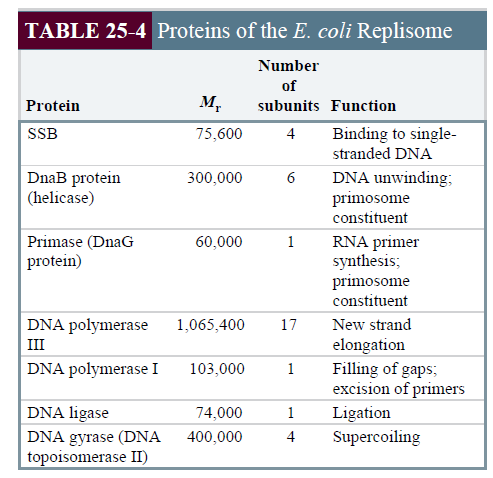 TABLE 25-4 Proteins of the E. coli Replisome
Number
of
Protein Mr subunits Function
SSB 75,600 4 Binding to single-
stranded DNA
DnaB protein 300,000 6 DNA unwinding;
(helicase) primosome
constituent
Primase (DnaG 60,000 1 RNA primer
protein) synthesis;
primosome
constituent
DNA polymerase 1,065,400 17 New strand
III elongation
DNA polymerase I 103,000 1 Filling of gaps;
excision of primers
DNA ligase 74,000 1 Ligation
DNA gyrase (DNA 400,000 4 Supercoiling
topoisomerase II)